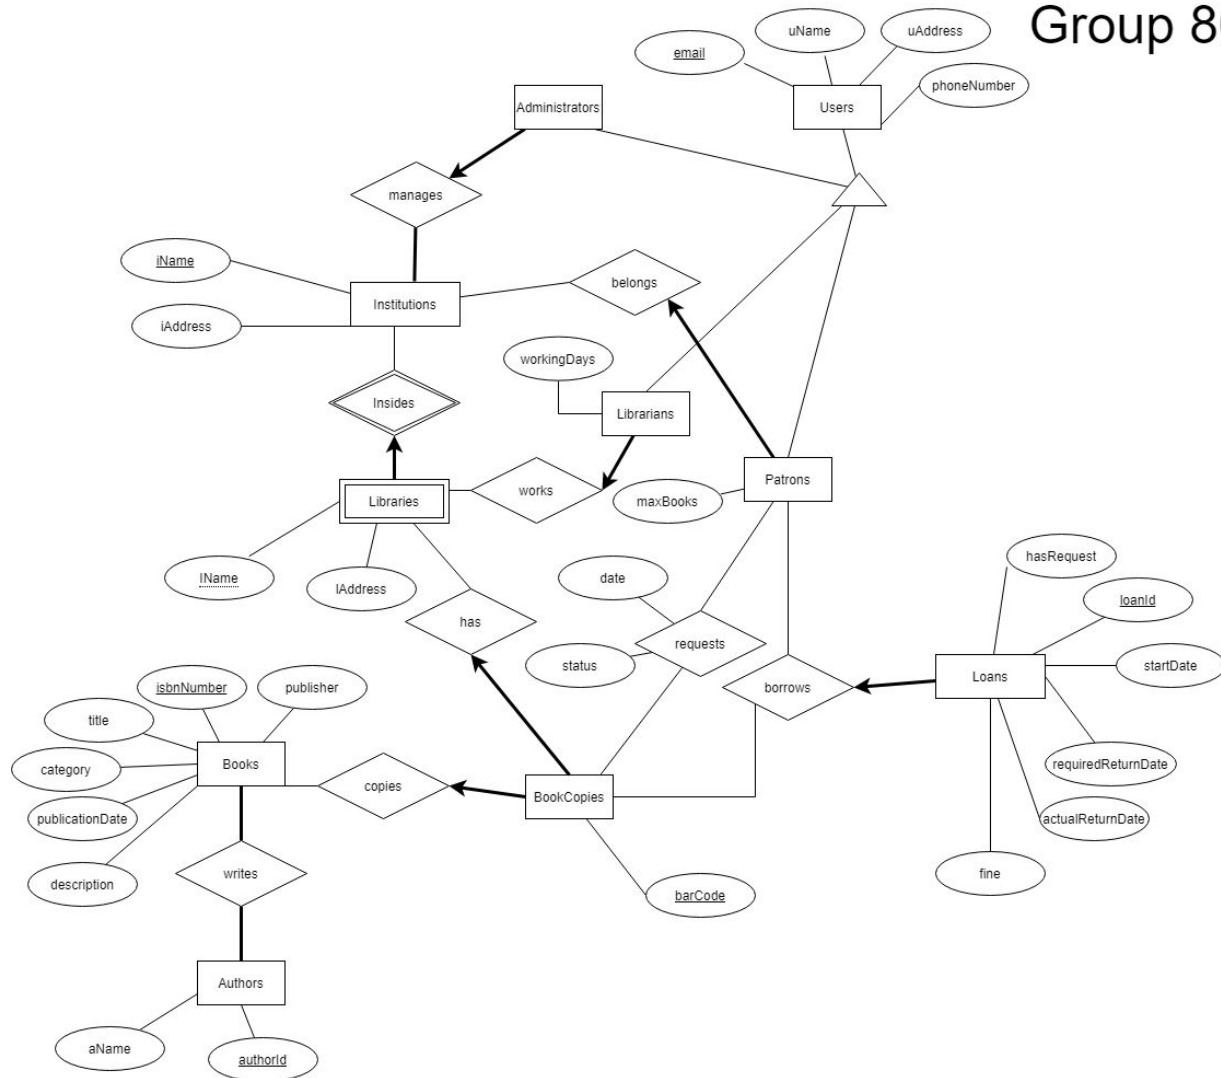 Group 8
uName
uAddress
email
phoneNumber
Administrators
Users
manages
iName
belongs
Institutions
iAddress
workingDays
Insides
Librarians
Patrons
works
maxBooks
Libraries
hasRequest
date
lName
lAddress
loanId
has
requests
status
startDate
Loans
borrows
isbnNumber
publisher
title
Books
category
requiredReturnDate
copies
BookCopies
publicationDate
actualReturnDate
writes
fine
description
barCode
Authors
aName
authorId